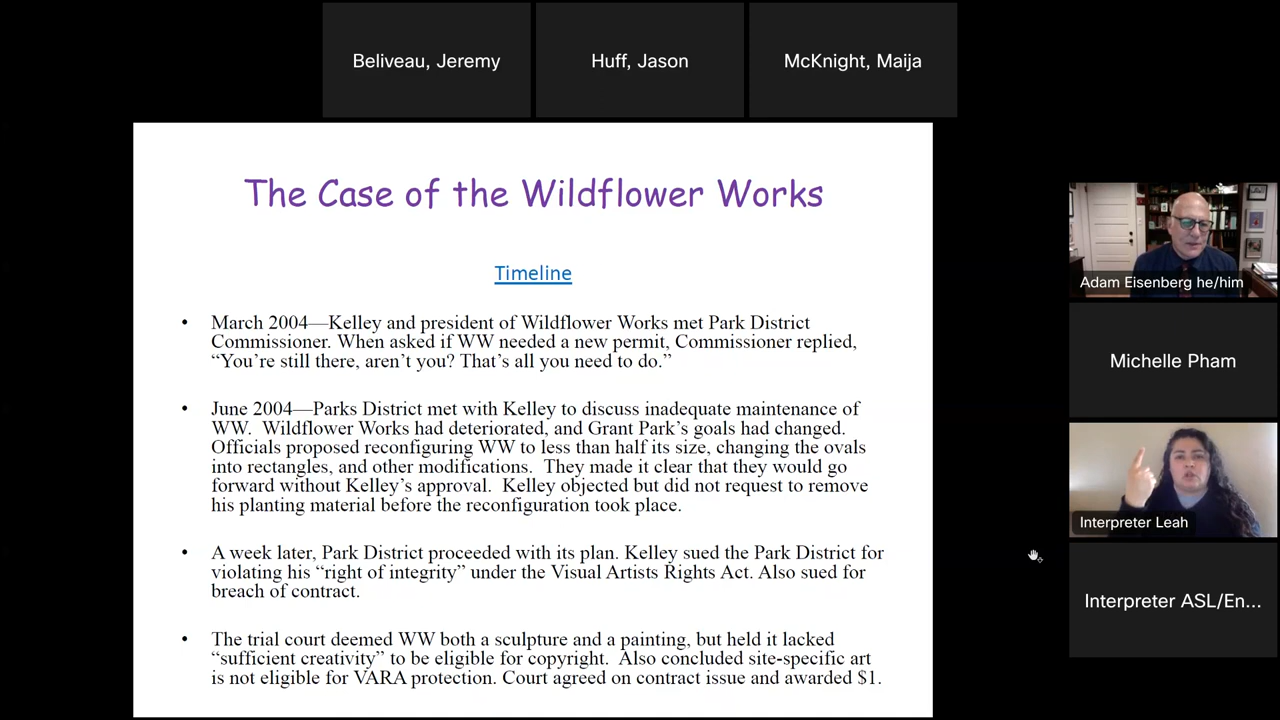 Beliveau, Jeremy
Huff, Jason
McKnight, Maija
The Case of the Wildflower Works
Timeline
• March 2004—Kelley and president of Wildflower Works met Park District
Commissioner. When asked if WW needed a new permit, Commissioner replied,
“You’re still there, aren’t you? That’s all you need to do.”
• June 2004—Parks District met with Kelley to discuss inadequate maintenance of
WW. Wildflower Works had deteriorated, and Grant Park’s goals had changed.
Officials proposed reconfiguring WW to less than half its size, changing the ovals
into rectangles, and other modifications. They made it clear that they would go
forward without Kelley’s approval. Kelley objected but did not request to remove
his planting material before the reconfiguration took place.
• A week later, Park District proceeded with its plan. Kelley sued the Park District for
violating his “right of integrity” under the Visual Artists Rights Act. Also sued for
breach of contract.
• The trial court deemed WW both a sculpture and a painting, but held it lacked
“sufficient creativity” to be eligible for copyright. Also concluded site-specific art
is not eligible for VARA protection. Court agreed on contract issue and awarded $1.
Adam Eisenberg he/him
Michelle Pham
Interpreter Leah
Interpreter ASL/En...